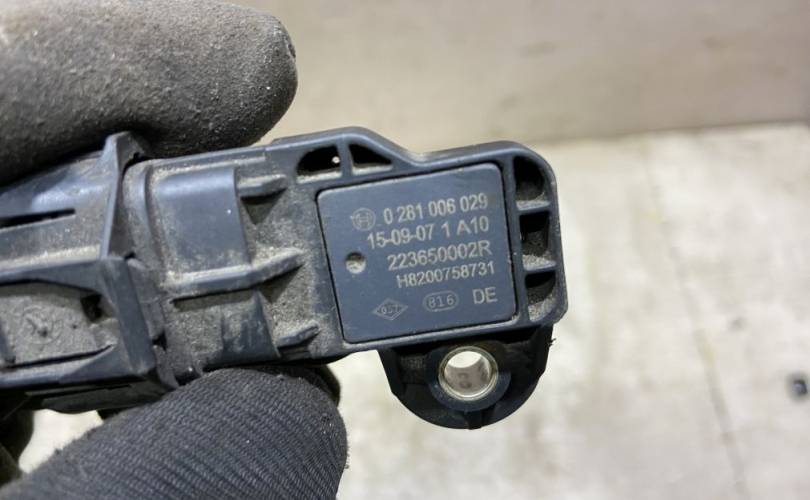 0 281 006 029
15-09-07 1 A10
223650002R
H8200758731
816 DE